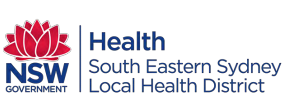 NSW
GOVERNMENT
Health
South Eastern Sydney
Local Health District